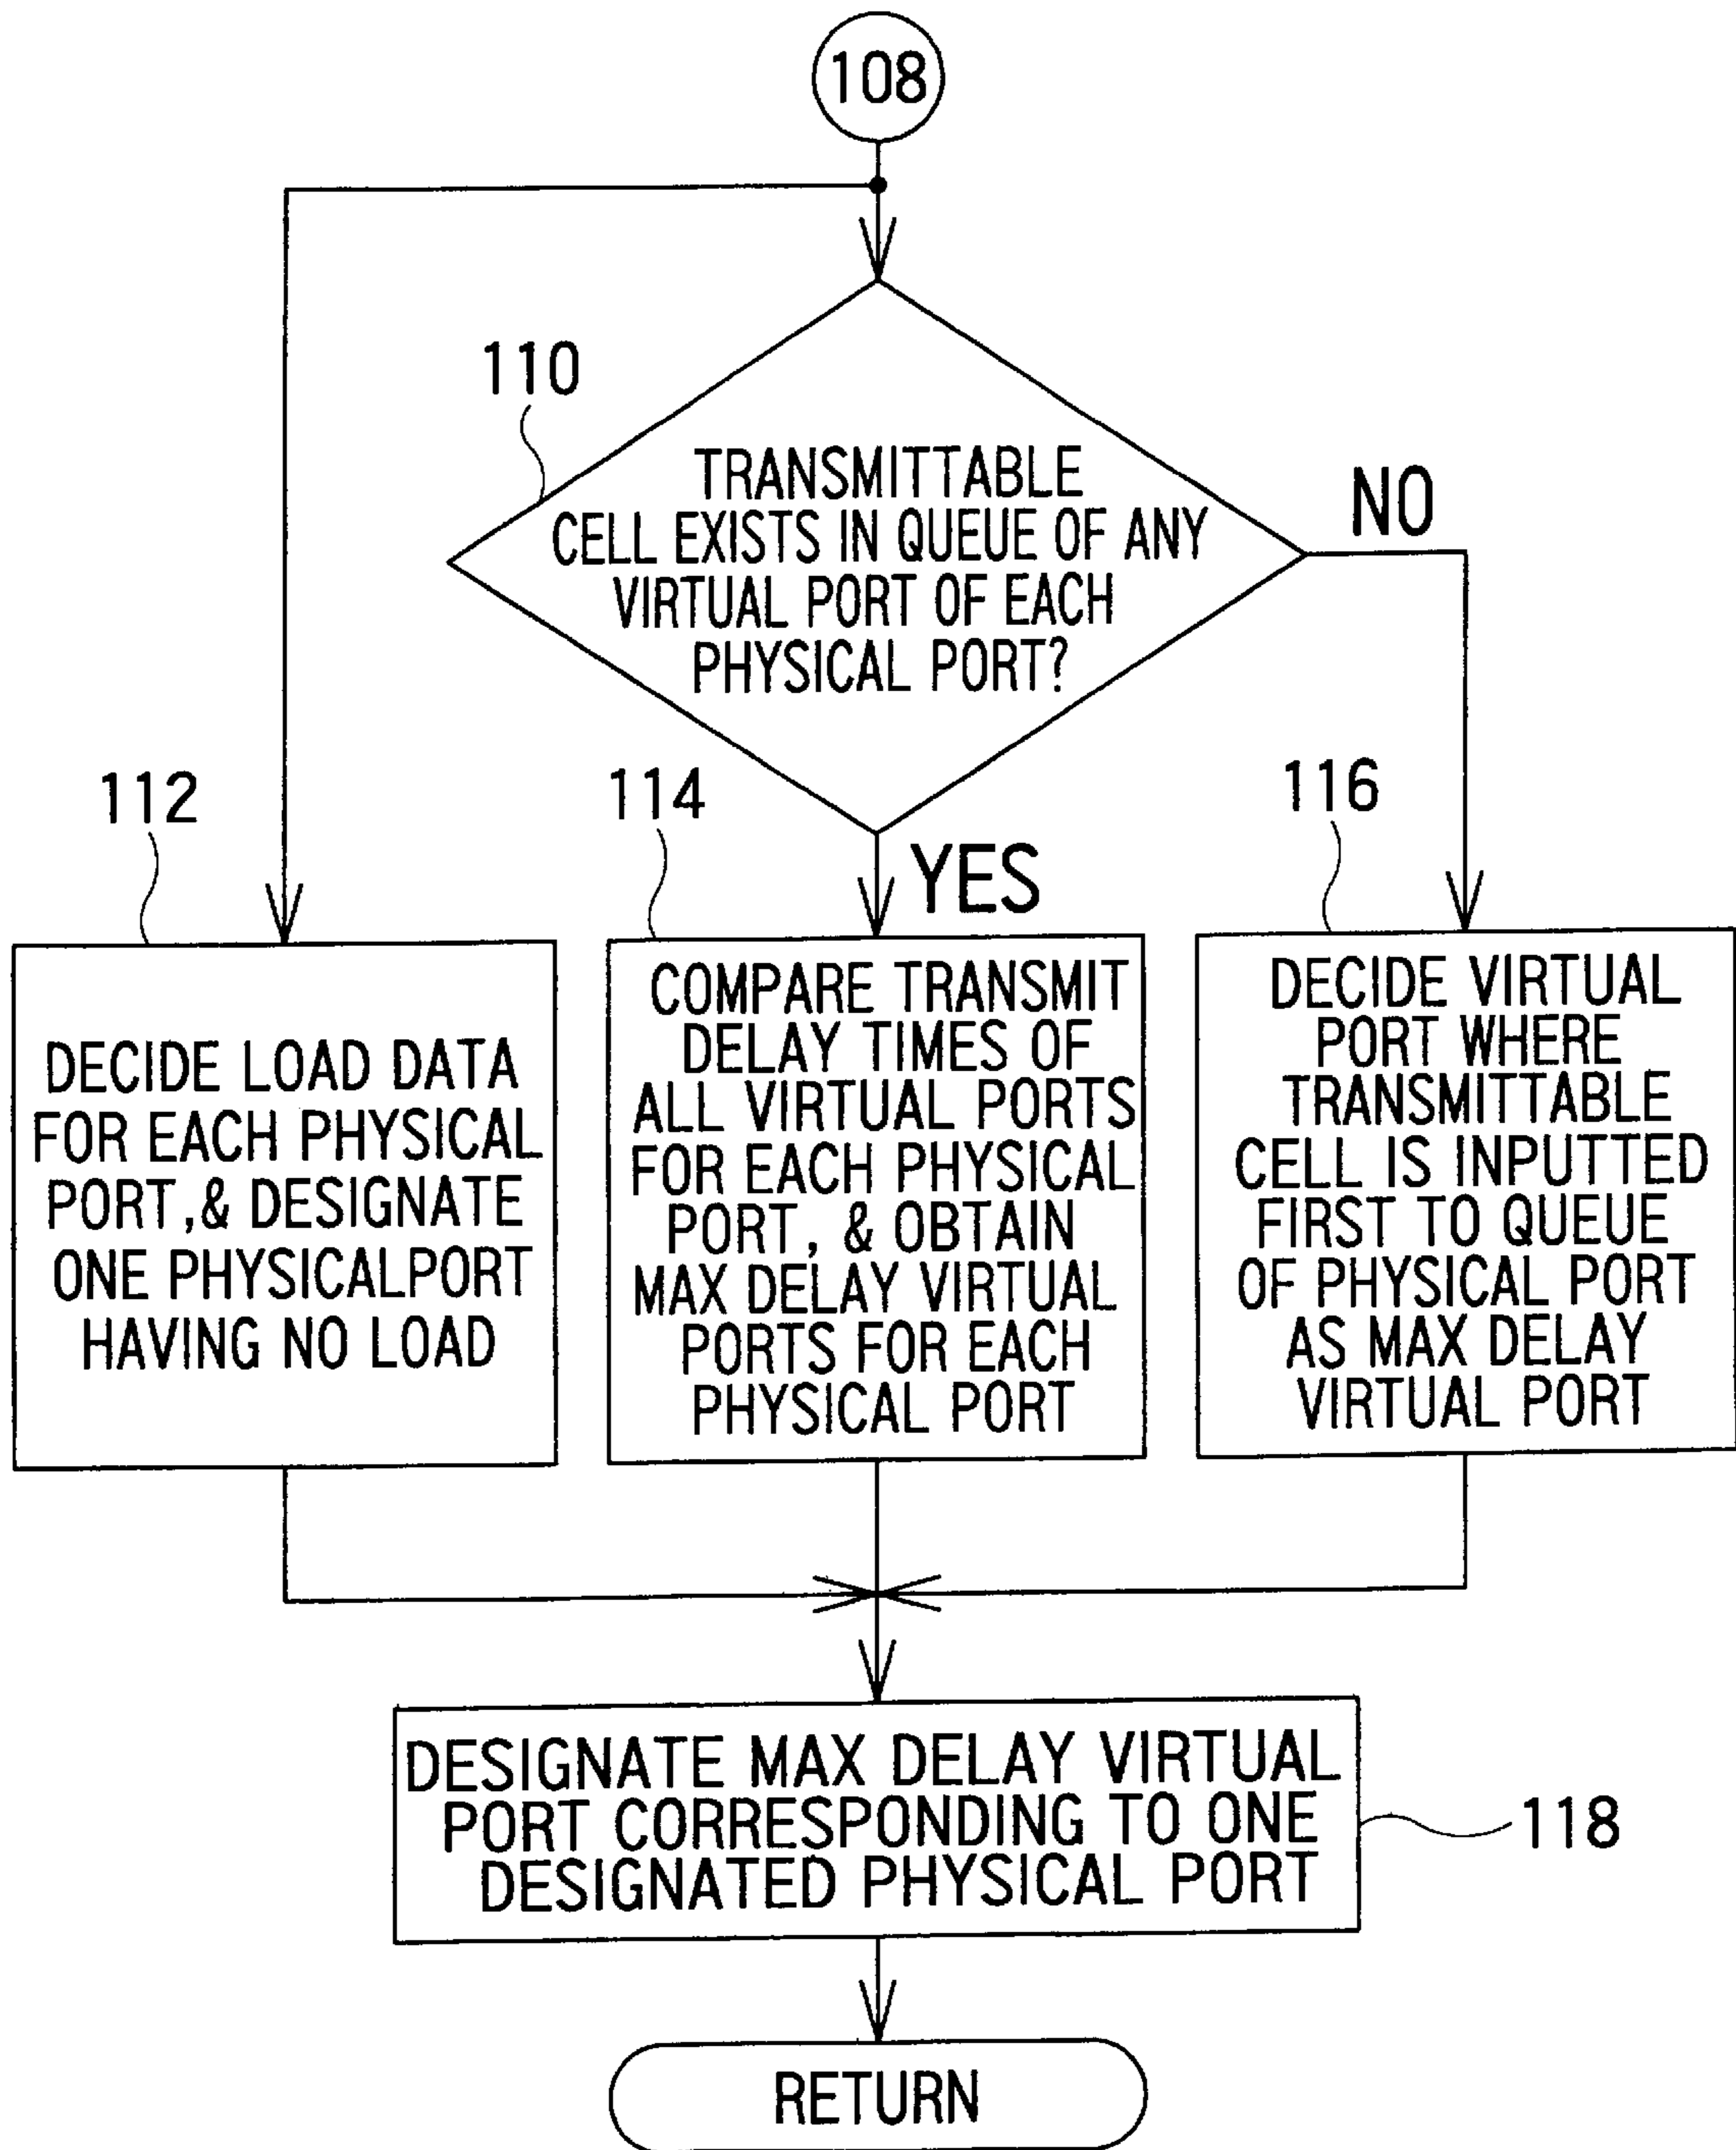 108
110
TRANSMITTABLE
CELL EXISTS IN QUEUE OF ANY
VIRTUAL PORT OF EACH
PHYSICAL PORT?
NO
YES
112
DECIDE LOAD DATA
FOR EACH PHYSICAL
PORT,& DESIGNATE
ONE PHYSICALPORT
HAVING NO LOAD
114
COMPARE TRANSMIT
DELAY TIMES OF
ALL VIRTUAL PORTS
FOR EACH PHYSICAL
PORT, & OBTAIN
MAX DELAY VIRTUAL
PORTS FOR EACH
PHYSICAL PORT
116
DECIDE VIRTUAL
PORT WHERE
TRANSMITTABLE
CELL IS INPUTTED
FIRST TO QUEUE
OF PHYSICAL PORT
AS MAX DELAY
VIRTUAL PORT
DESIGNATE MAX DELAY VIRTUAL
PORT CORRESPONDING TO ONE
DESIGNATED PHYSICAL PORT
118
RETURN